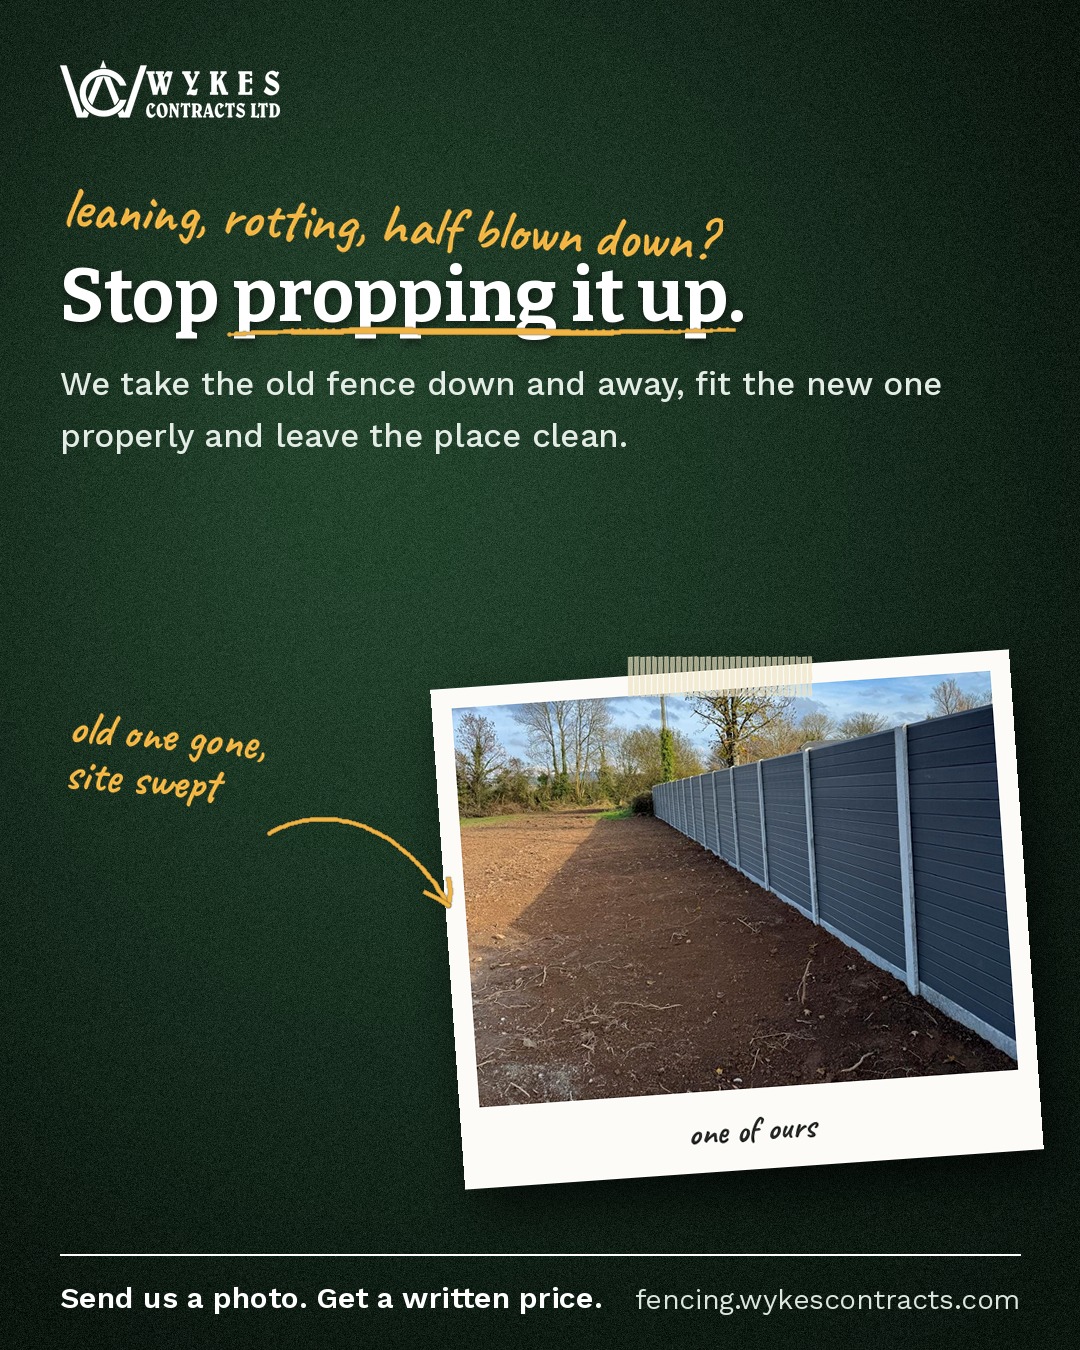 WYKES
CONTRACTS LTD
leaning, rotting, half blown down?
Stop propping it up.
We take the old fence down and away, fit the new one
properly and leave the place clean.
old one gone,
site swept
one of ours
Send us a photo. Get a written price.
fencing.wykescontracts.com